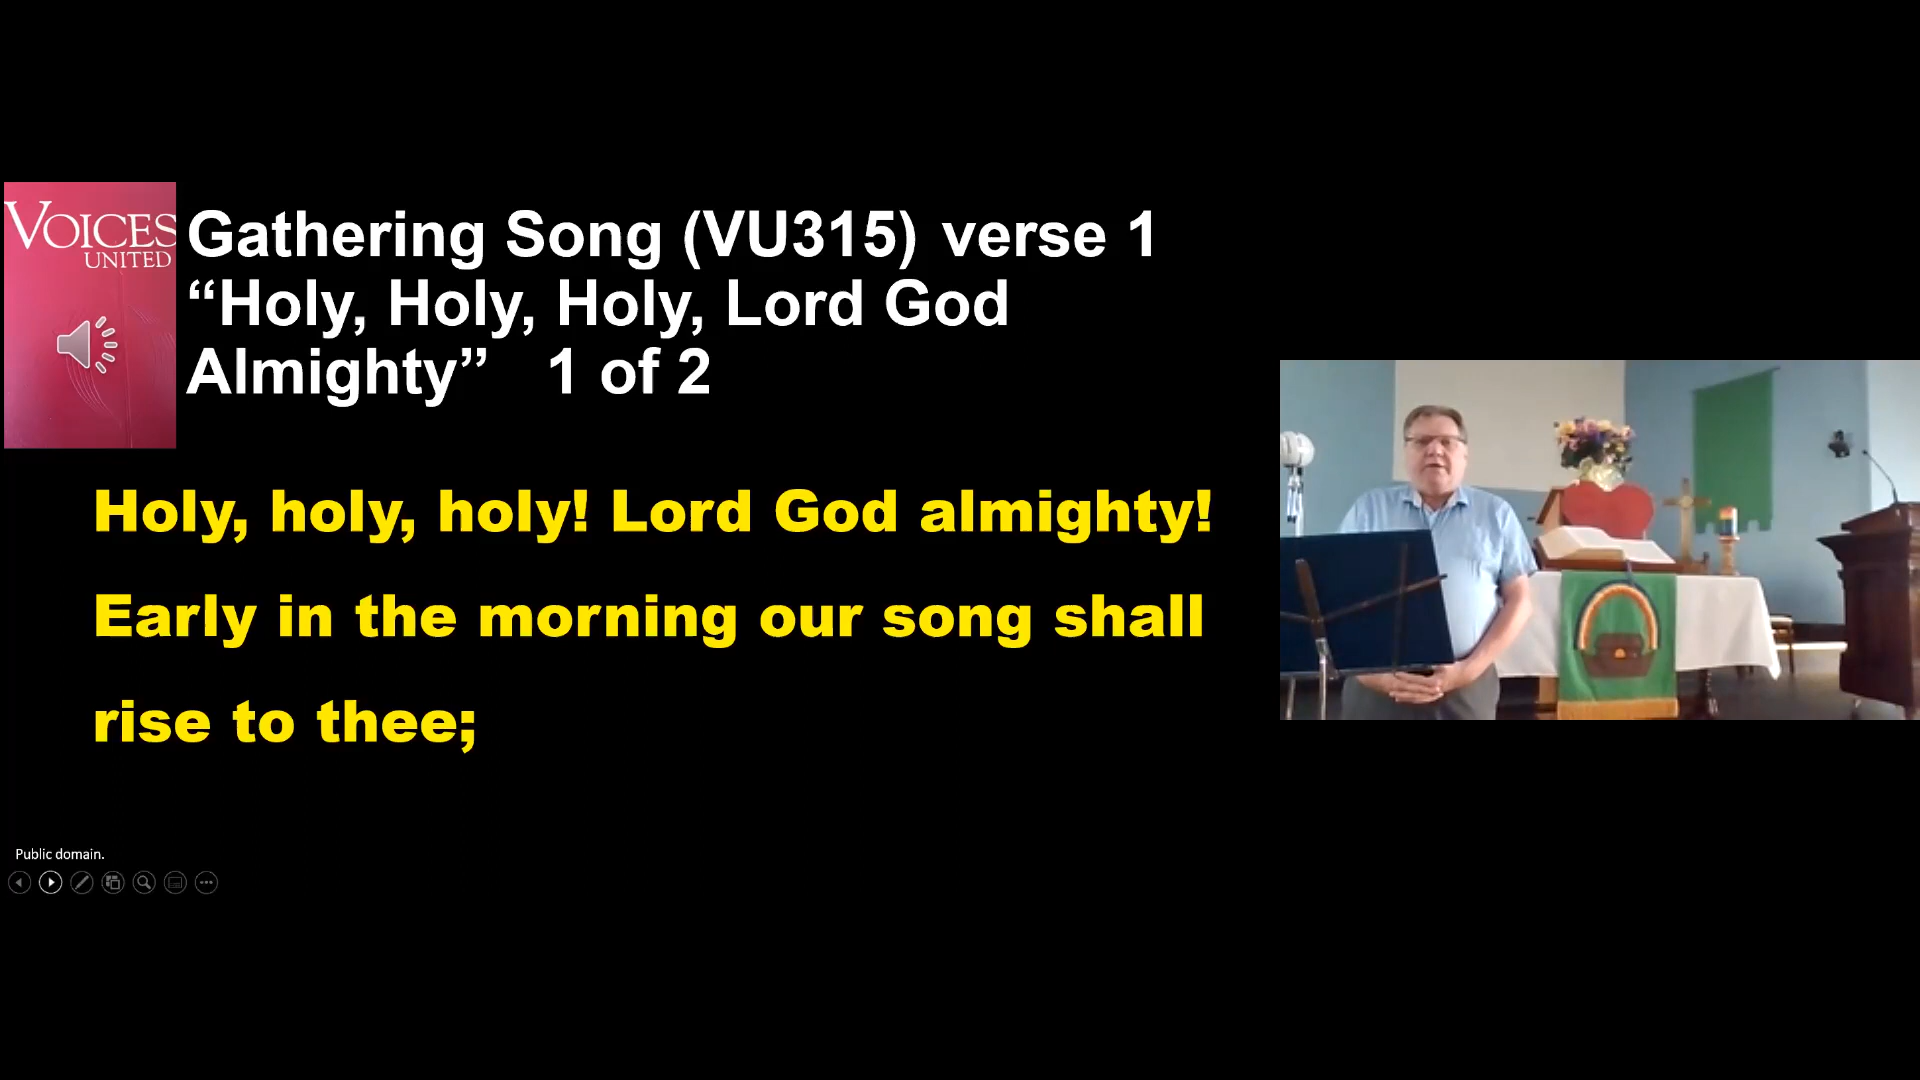 VOICES
UNITED
Gathering Song (VU315) verse 1
“Holy, Holy, Holy, Lord God
Almighty” 1 of 2
Holy, holy, holy! Lord God almighty!
Early in the morning our song shall
rise to thee;
Public domain.